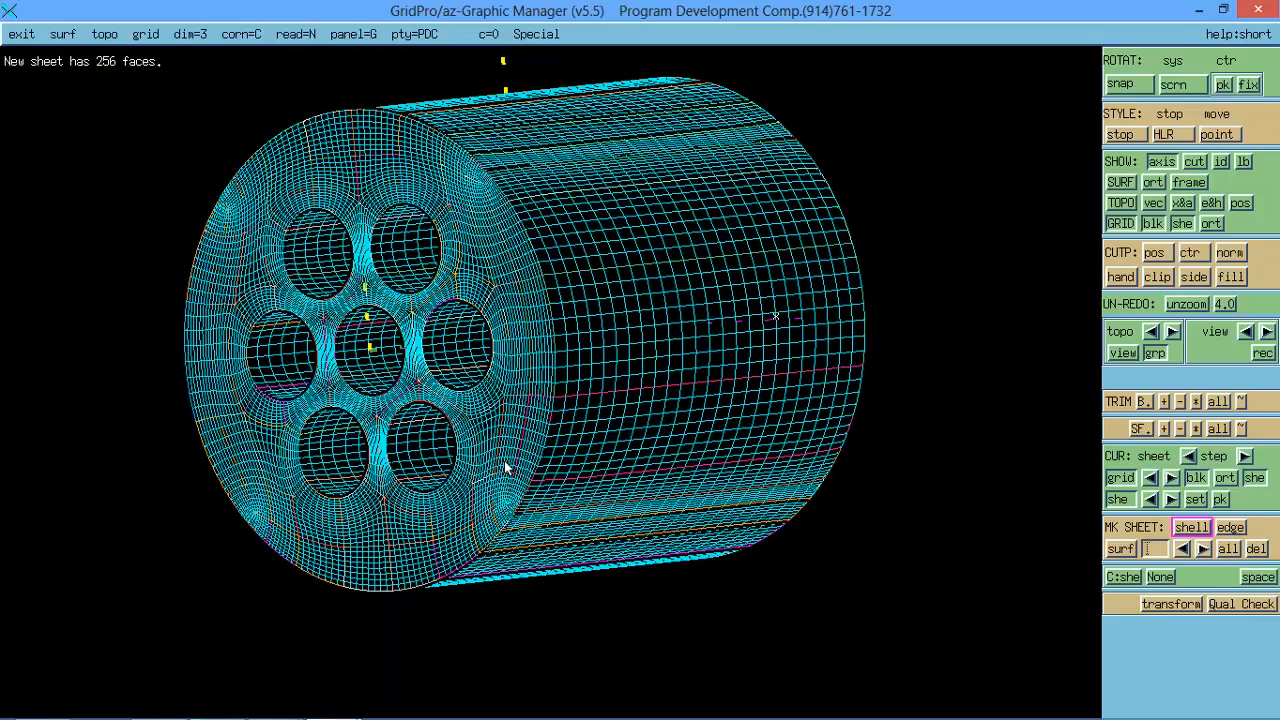 GridPro/az-Graphic Manager (v5.5) Program Development Comp.(914)761-1732
exit surf topo grid dim=3 corn=C read=N panel=G pty=PDC c=0 Special help:short
New sheet has 256 faces.
ROTAT: sys ctr
snap scrn pk fix
STYLE: stop move
stop HLR point
SHOW: axis cut id lb
SURF ort frame
TOPO vec x&a e&h pos
GRID blk she ort
CUTP: pos ctr norm
hand clip side fill
UN-REDO: unzoom 4.0
topo view
view grp rec
TRIM B. + - * all ~
SF. + - * all ~
CUR: sheet step
grid blk ort she
she set pk
MK SHEET: shell edge
surf all del
C:she None space
transform Qual Check